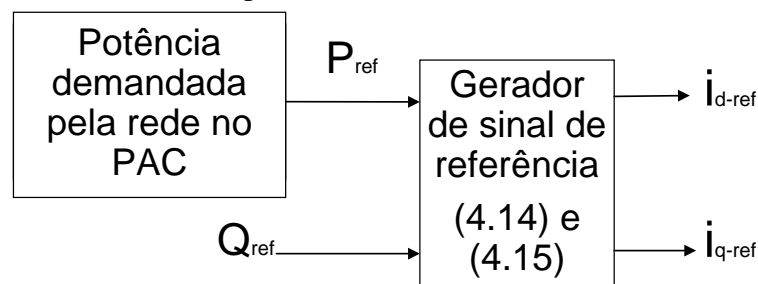 Potência
demandada
pela rede no
PAC
Pref
Qref
Gerador
de sinal de
referência
(4.14) e
(4.15)
id-ref
iq-ref